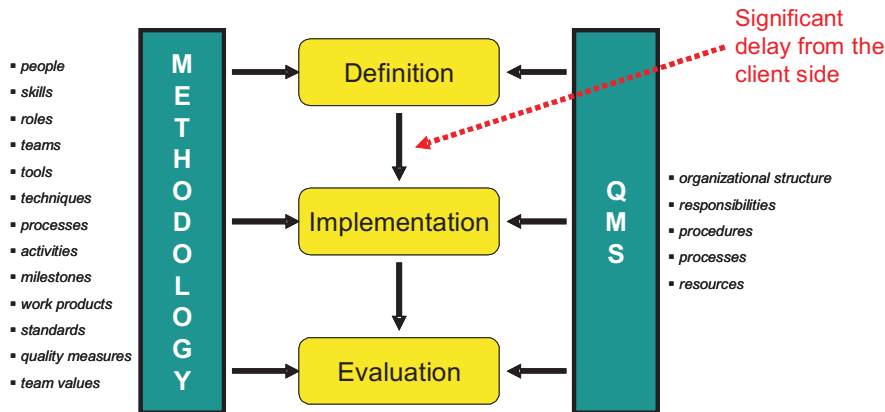 ▪ people
▪ skills
▪ roles
▪ teams
▪ tools
▪ techniques
▪ processes
▪ activities
▪ milestones
▪ work products
▪ standards
▪ quality measures
▪ team values
M
E
T
H
O
D
O
L
O
G
Y
Definition
Implementation
Evaluation
Q
M
S
Significant
delay from the
client side
▪ organizational structure
▪ responsibilities
▪ procedures
▪ processes
▪ resources